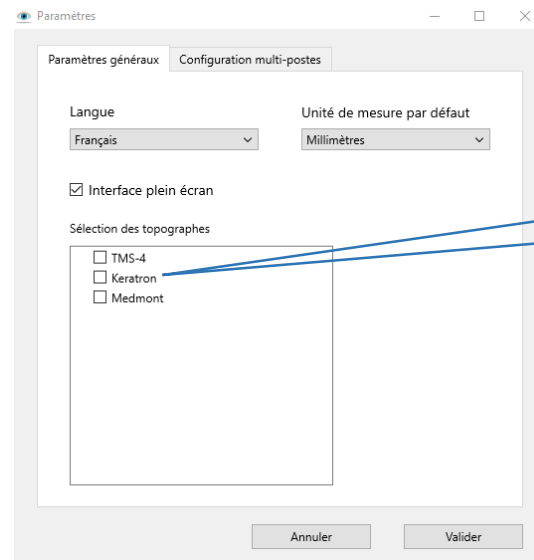 Paramètres
Paramètres généraux Configuration multi-postes
Langue Unité de mesure par défaut
Français Millimètres
Interface plein écran
Sélection des topographes
TMS-4
Keratron
Medmont
Annuler Valider